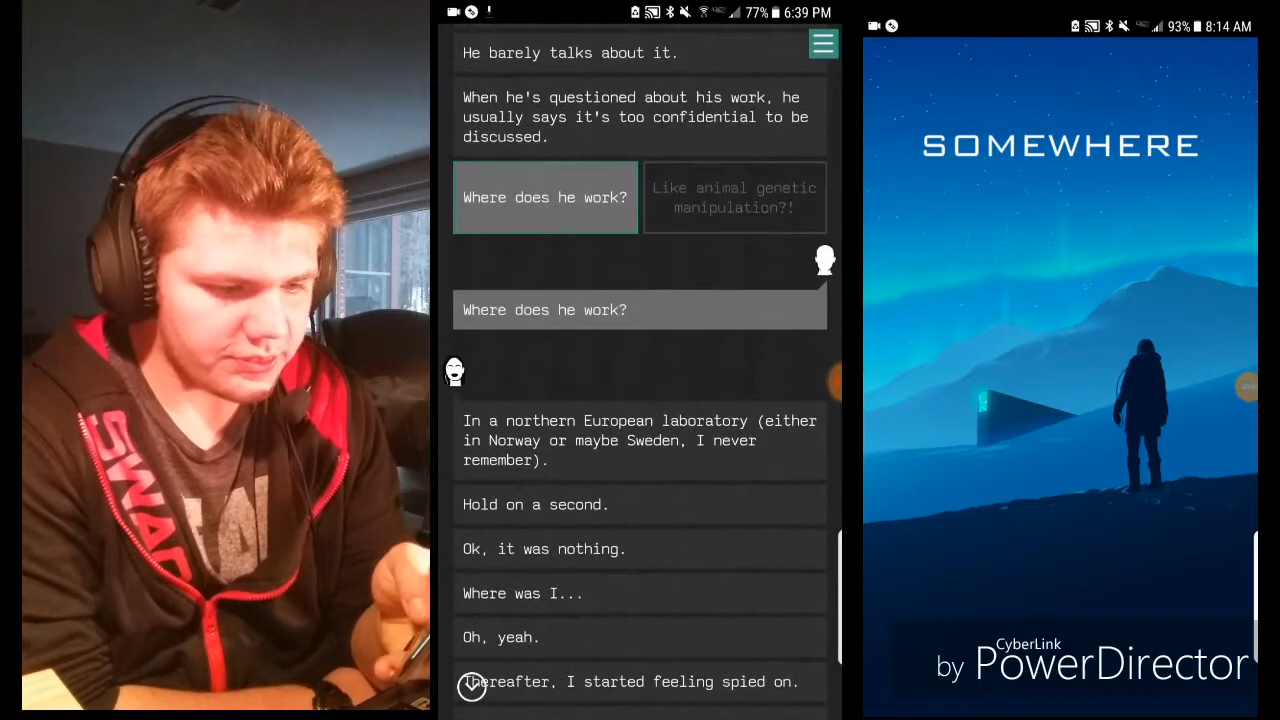 SWAG
77% 6:39 PM
He barely talks about it.
When he's questioned about his work, he
usually says it's too confidential to be
discussed.
Where does he work?
Like animal genetic
manipulation?!
Where does he work?
In a northern European laboratory (either
in Norway or maybe Sweden, I never
remember).
Hold on a second.
Ok, it was nothing.
Where was I...
Oh, yeah.
Thereafter, I started feeling spied on.
93% 8:14 AM
SOMEWHERE
CyberLink
by PowerDirector